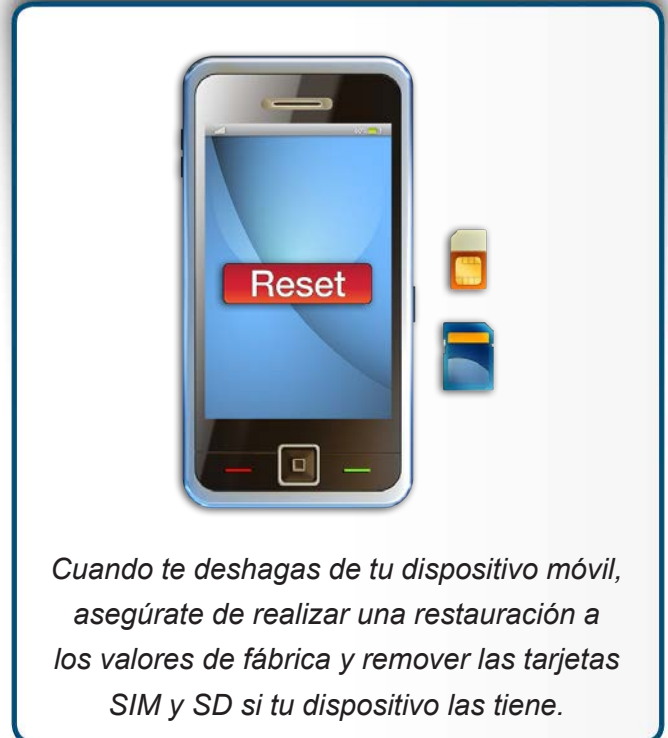 Reset
Cuando te deshagas de tu dispositivo móvil,
asegúrate de realizar una restauración a
los valores de fábrica y remover las tarjetas
SIM y SD si tu dispositivo las tiene.